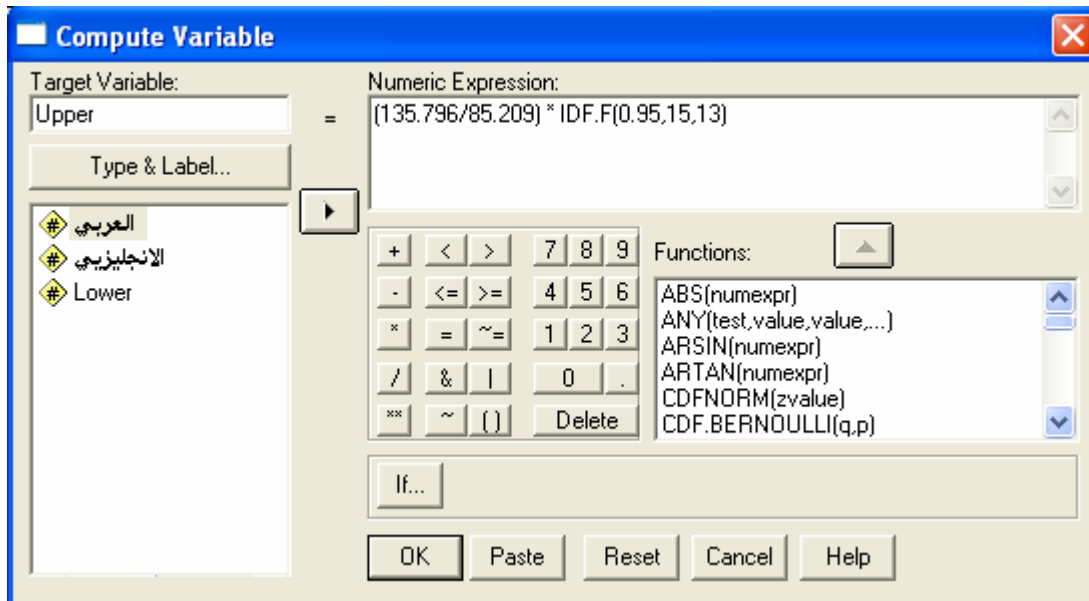 Compute Variable
Target Variable:
Upper
=
Numeric Expression:
(135.796/85.209) * IDF.F(0.95,15,13)
Type & Label...
العربي
الانجليزيي
Lower
+ < > 7 8 9
- <= >= 4 5 6
* = ~= 1 2 3
/ & | 0 .
** ~ () Delete
Functions:
ABS(numexpr)
ANY(test,value,value,...)
ARSIN(numexpr)
ARTAN(numexpr)
CDFNORM(zvalue)
CDF.BERNOULLI(q,p)
If...
OK Paste Reset Cancel Help